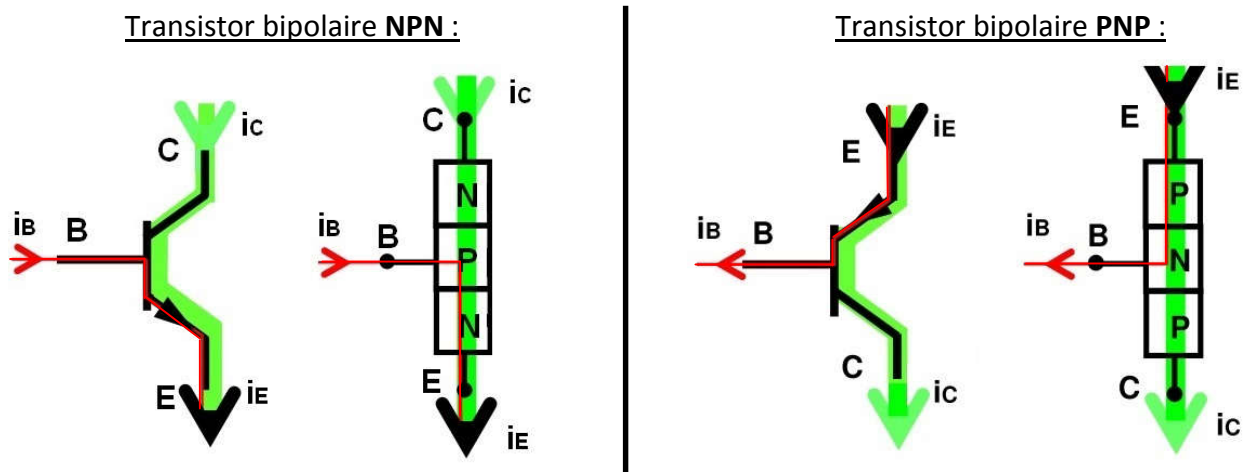 Transistor bipolaire NPN :
iC
C
iB
B
E
iE
iC
C
N
iB
B
P
N
E
iE
Transistor bipolaire PNP :
iE
E
iB
B
C
iC
iE
E
P
iB
B
N
P
C
iC